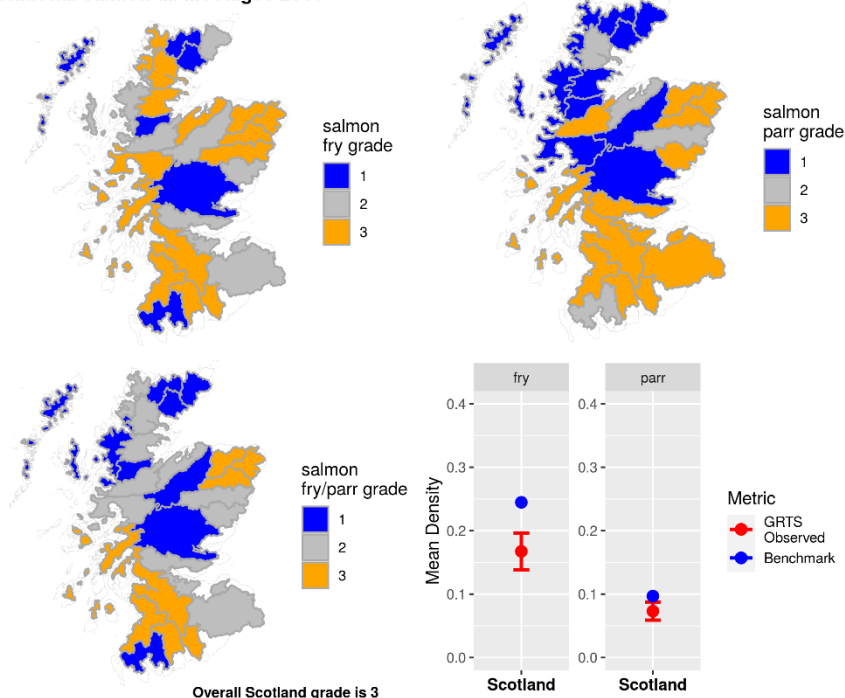 salmon
fry grade
1
2
3
salmon
parr grade
1
2
3
salmon
fry/parr grade
1
2
3
Overall Scotland grade is 3
fry
parr
Mean Density
0.4
0.3
0.2
0.1
0.0
0.4
0.3
0.2
0.1
0.0
Scotland
Scotland
Metric
GRTS
Observed
Benchmark